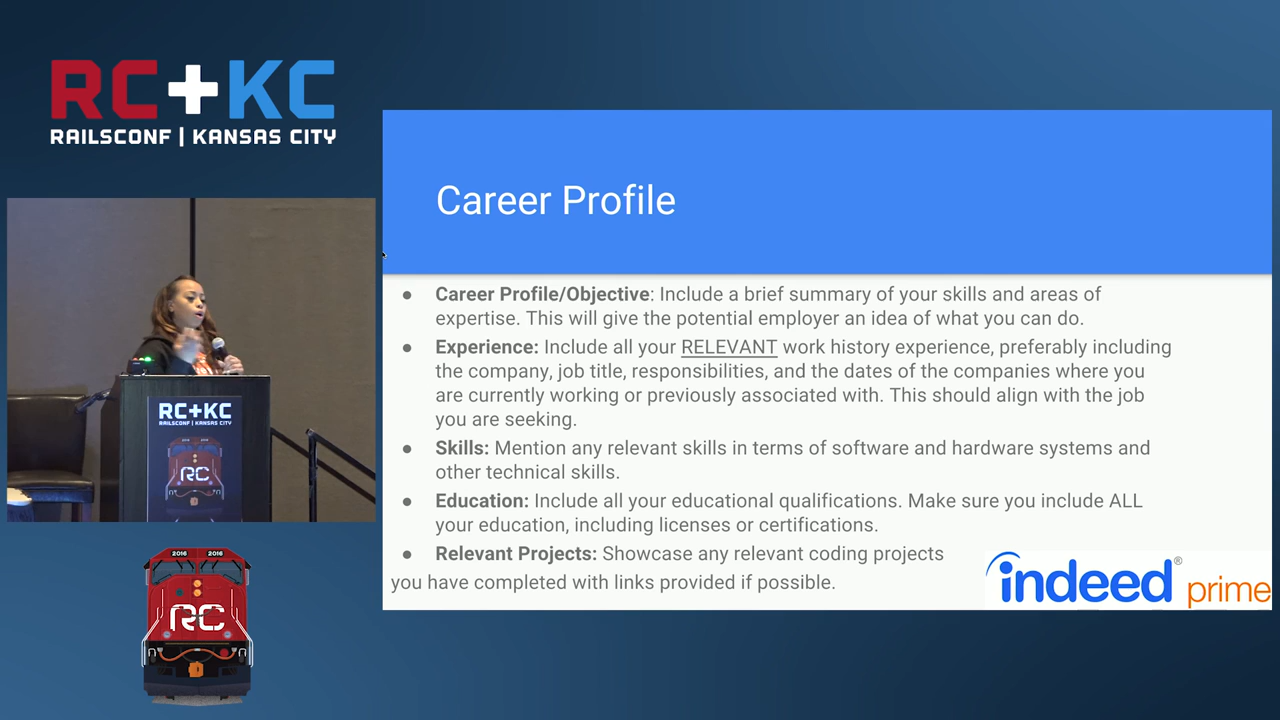 RC+KC
RAILSCONF | KANSAS CITY
Career Profile
● Career Profile/Objective: Include a brief summary of your skills and areas of
expertise. This will give the potential employer an idea of what you can do.
● Experience: Include all your RELEVANT work history experience, preferably including
the company, job title, responsibilities, and the dates of the companies where you
are currently working or previously associated with. This should align with the job
you are seeking.
● Skills: Mention any relevant skills in terms of software and hardware systems and
other technical skills.
● Education: Include all your educational qualifications. Make sure you include ALL
your education, including licenses or certifications.
● Relevant Projects: Showcase any relevant coding projects
you have completed with links provided if possible.
indeed® prime
RC+KC
RAILSCONF | KANSAS CITY
RC
2016 2016
RC